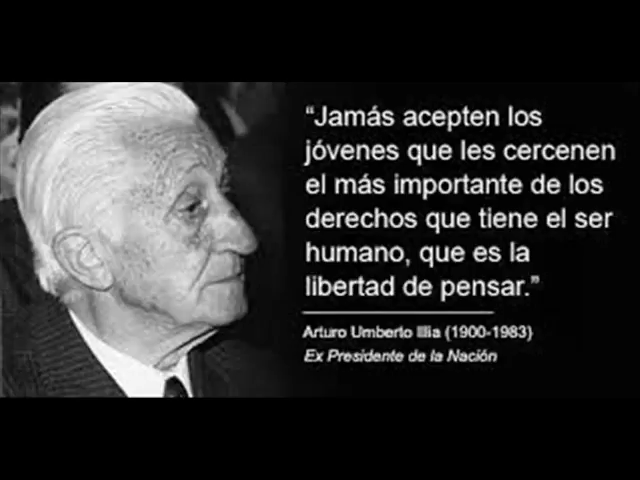 “Jamás acepten los
jóvenes que les cercenen
el más importante de los
derechos que tiene el ser
humano, que es la
libertad de pensar.”
Arturo Umberto Illia (1900-1983)
Ex Presidente de la Nación